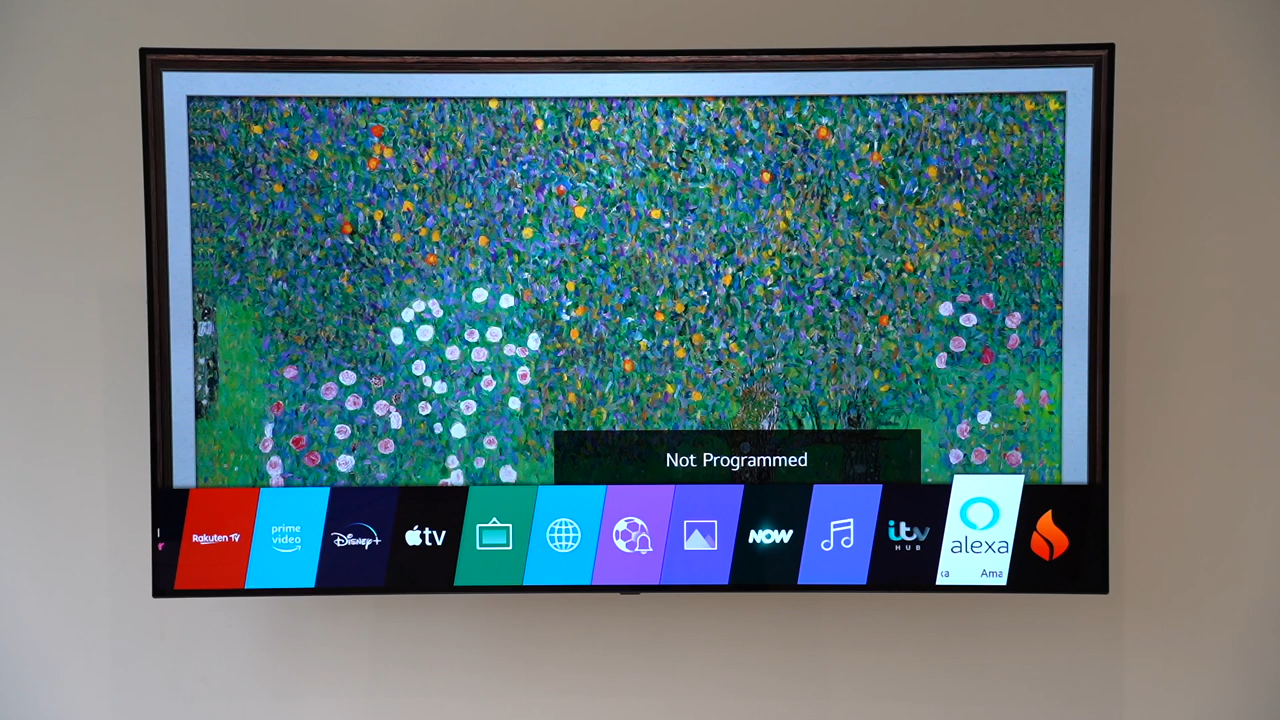 Not Programmed
Rakuten TV
prime video
Disney+
tv
NOW
itv HUB
alexa
Ama